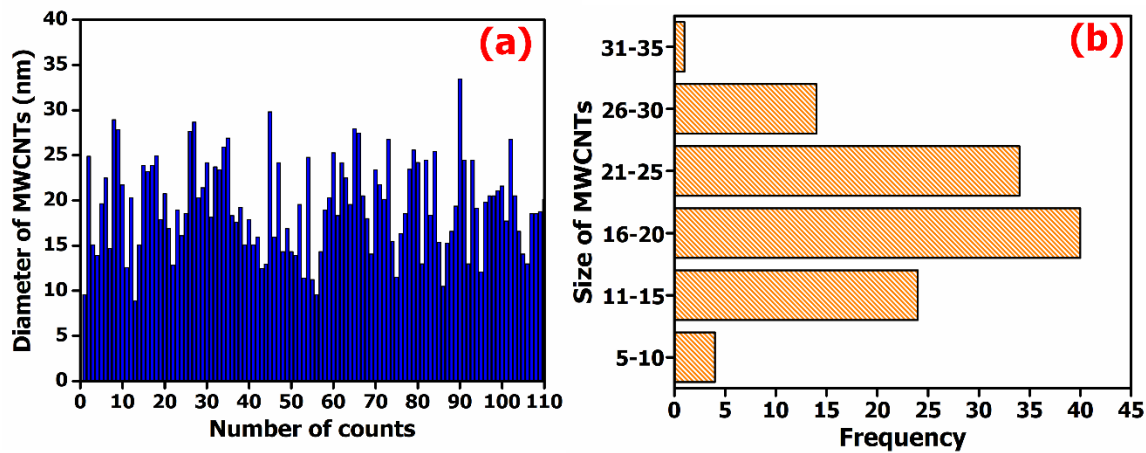 (a)
Diameter of MWCNTs (nm)
40
35
30
25
20
15
10
5
0
0 10 20 30 40 50 60 70 80 90 100 110
Number of counts
(b)
Size of MWCNTs
31-35
26-30
21-25
16-20
11-15
5-10
0 5 10 15 20 25 30 35 40 45
Frequency